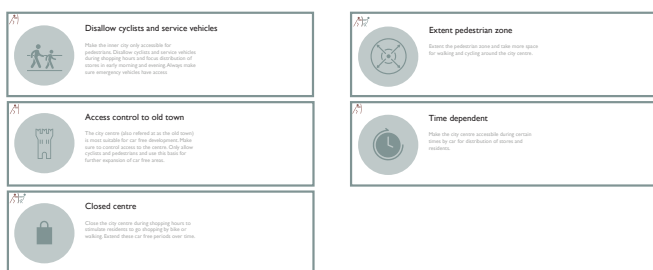 Disallow cyclists and service vehicles
Make the inner city only accessible for
pedestrians. Disallow cyclists and service vehicles
during shopping hours and focus distribution of
stores in early morning and evening. Always make
sure emergency vehicles have access.
Access control to old town
The city centre (also refered as the old town)
is most suitable for car free development. Make
sure to control access to the centre. Only allow
cyclists and pedestrians and use this basis for
further expansion of car free areas.
Closed centre
Close the city centre during shopping hours to
stimulate residents to go shopping by bike or
walking. Extend these car free periods over time.
Extent pedestrian zone
Extent the pedestrian zone and take more space
for walking and cycling around the city centre.
Time dependent
Make the city centre accessible during certain
times by car for distribution of stores and
residents.